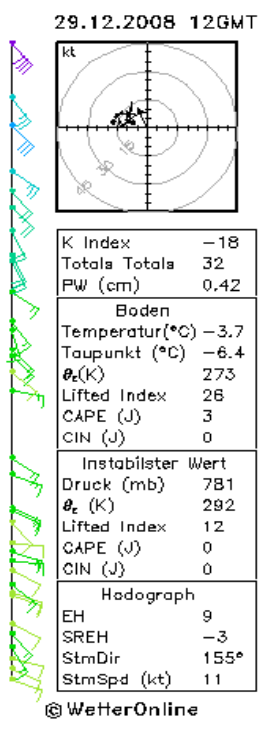 29.12.2008 12GMT
kt
K Index −18
Totals Totals 32
PW (cm) 0.42
Boden
Temperatur(°C) −3.7
Taupunkt (°C) −6.4
θε(K) 273
Lifted Index 26
CAPE (J) 3
CIN (J) 0
Instabilster Wert
Druck (mb) 781
θε (K) 292
Lifted Index 12
CAPE (J) 0
CIN (J) 0
Hodograph
EH 9
SREH −3
StmDir 155°
StmSpd (kt) 11
© WetterOnline